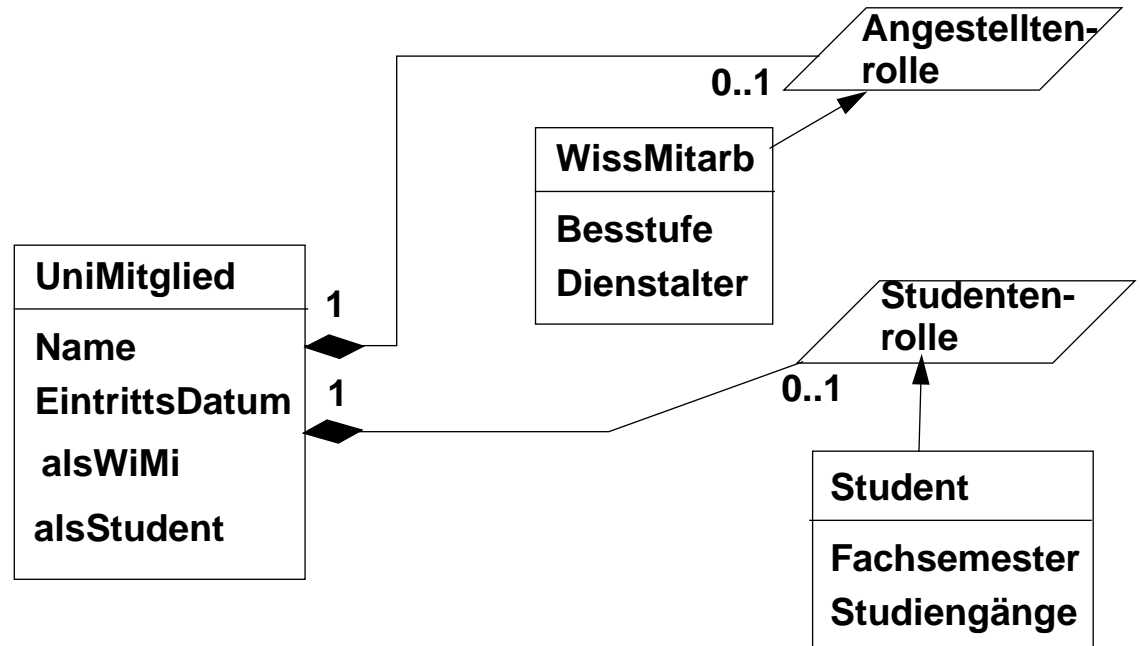 Angestellten-
rolle
0..1
WissMitarb
Besstufe
Dienstalter
UniMitglied
1
Name
EintrittsDatum
1
alsWiMi
alsStudent
Studenten-
rolle
0..1
Student
Fachsemester
Studiengänge